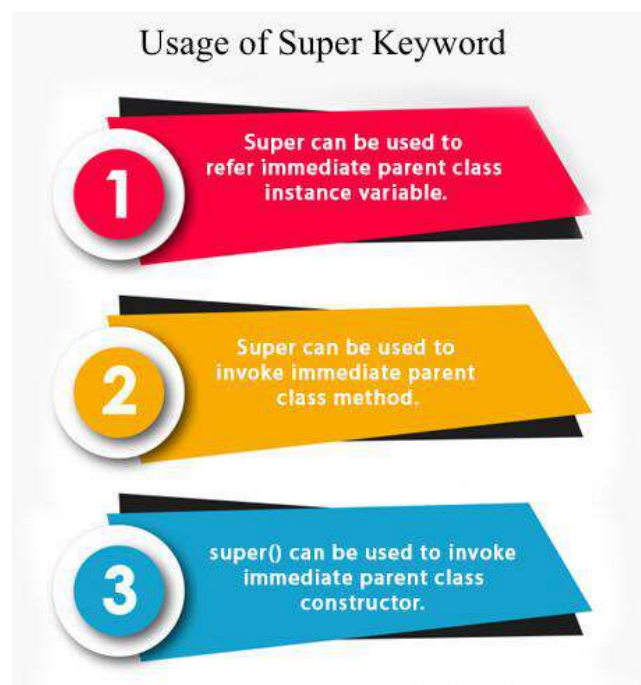 Usage of Super Keyword
1
Super can be used to
refer immediate parent class
instance variable.
2
Super can be used to
invoke immediate parent
class method.
3
super() can be used to invoke
immediate parent class
constructor.